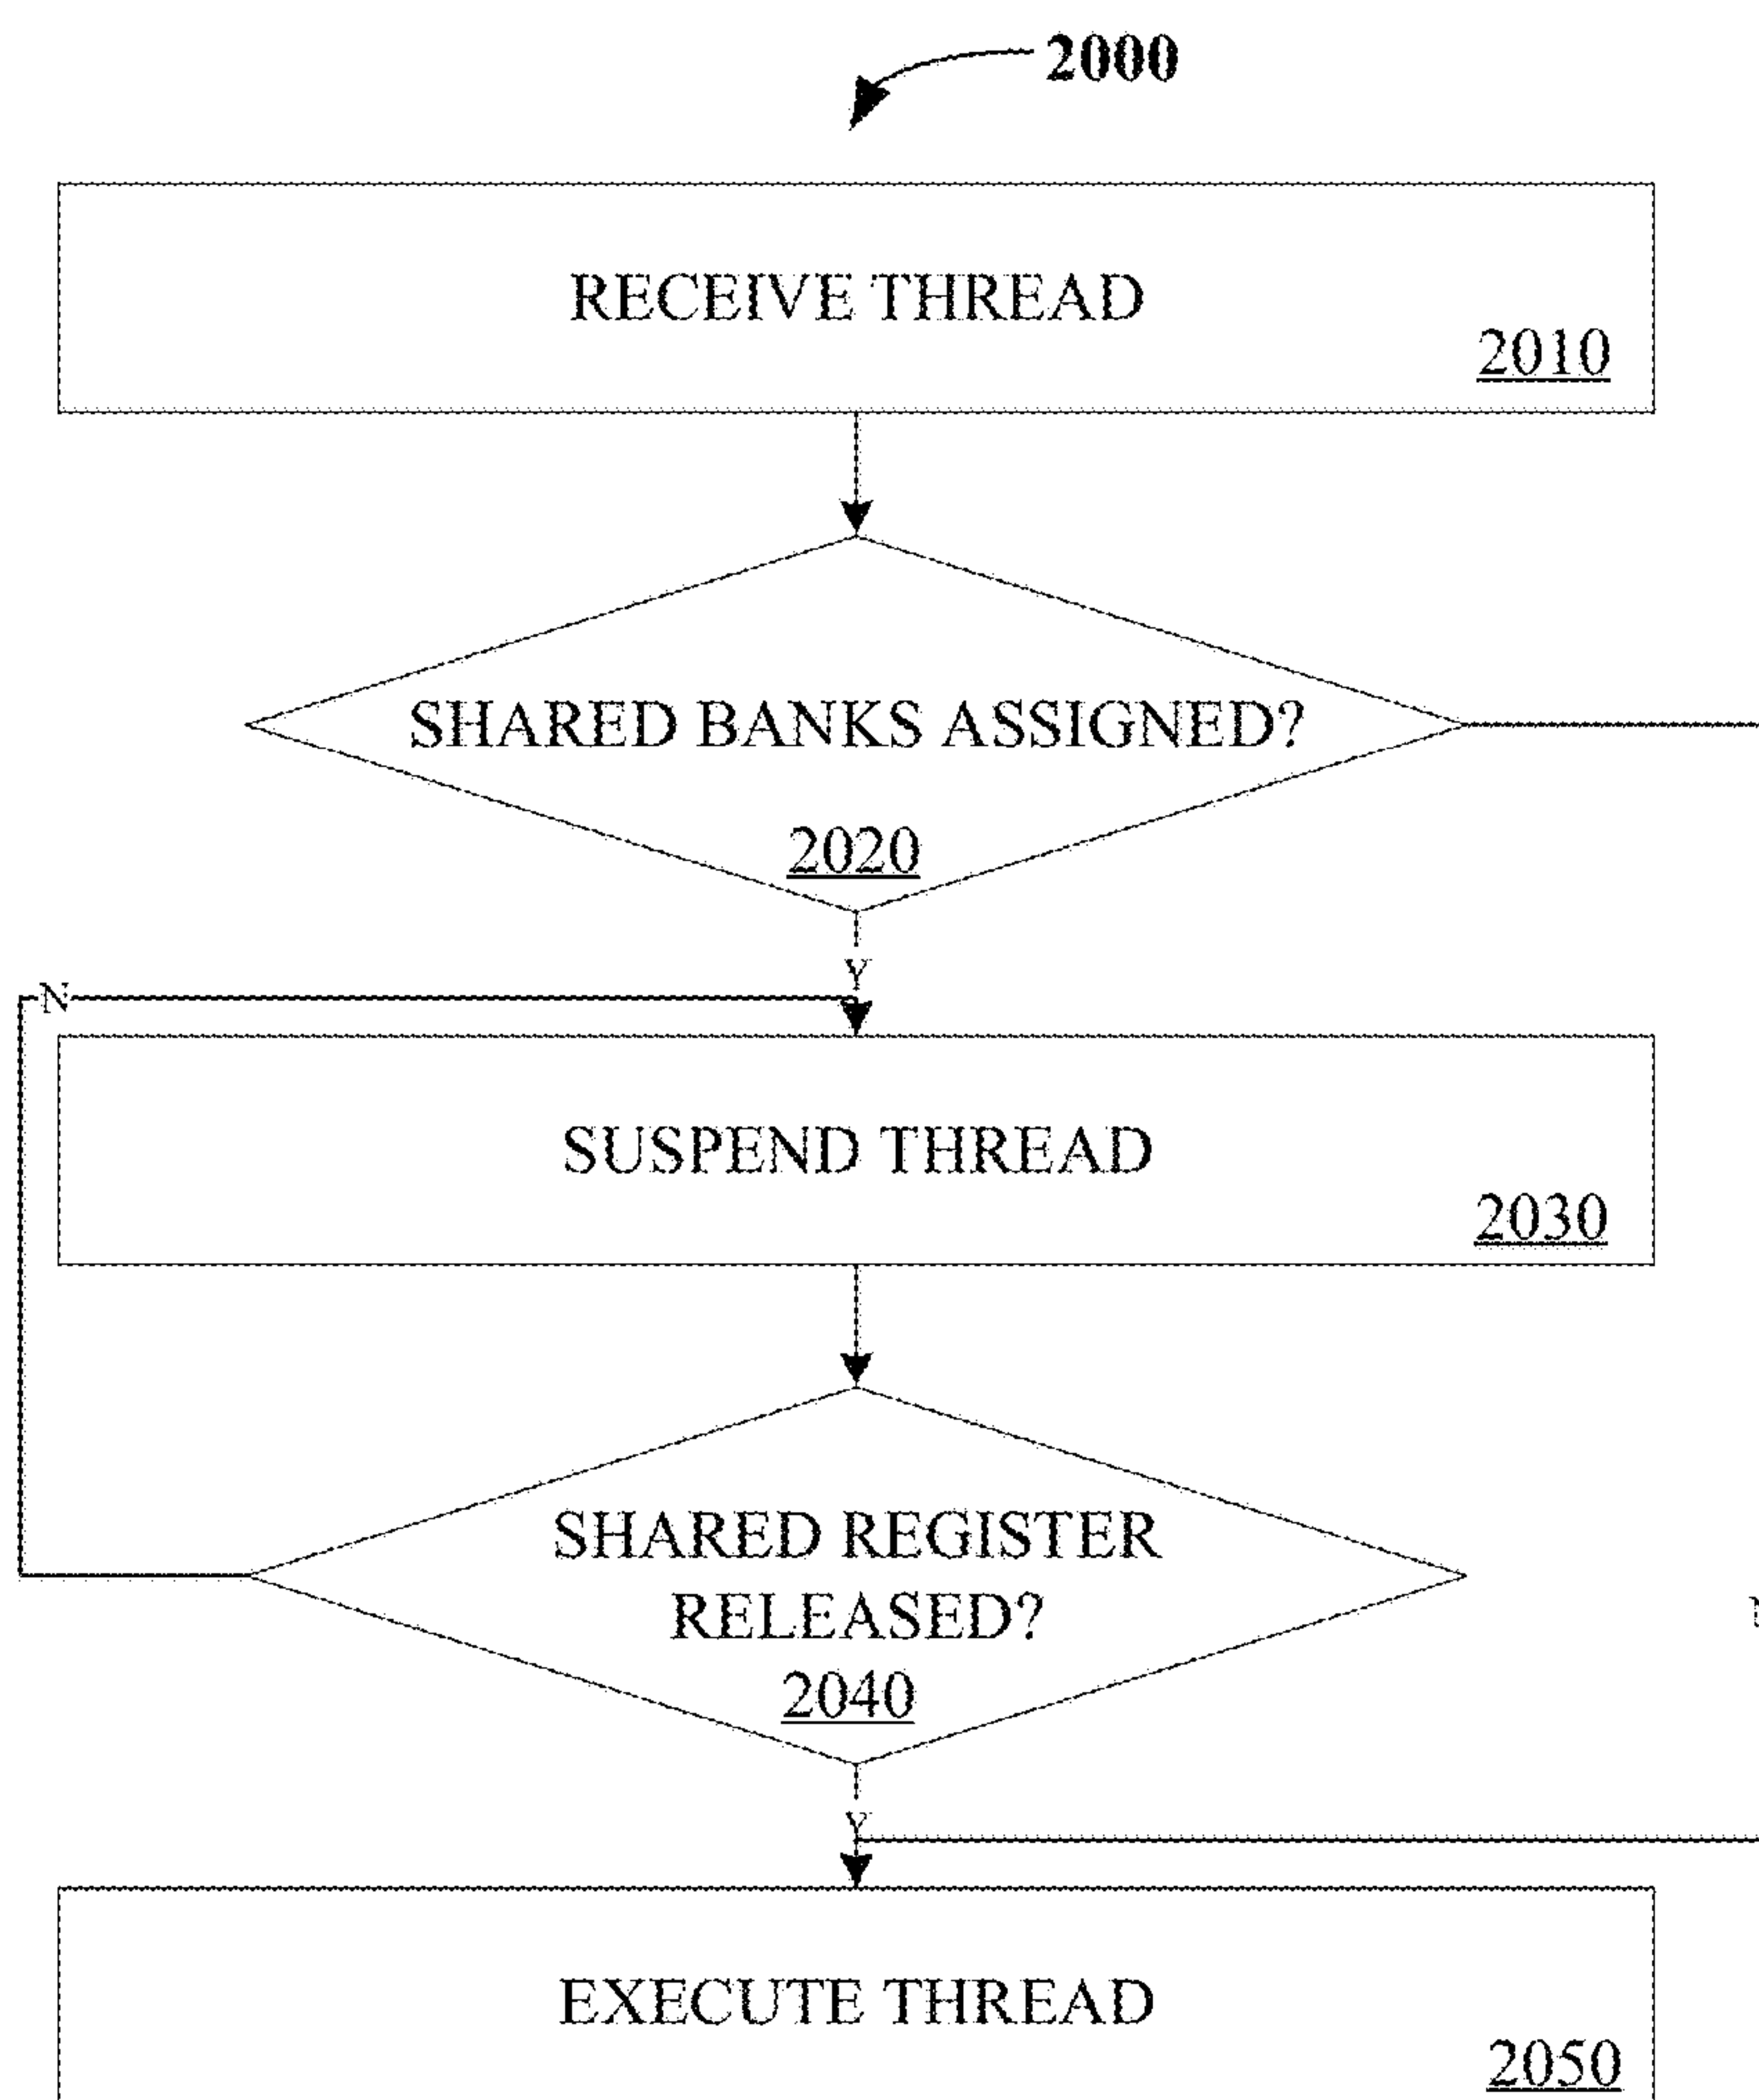 2000
RECEIVE THREAD
2010
SHARED BANKS ASSIGNED?
2020
Y
N
SUSPEND THREAD
2030
SHARED REGISTER
RELEASED?
2040
Y
EXECUTE THREAD
2050